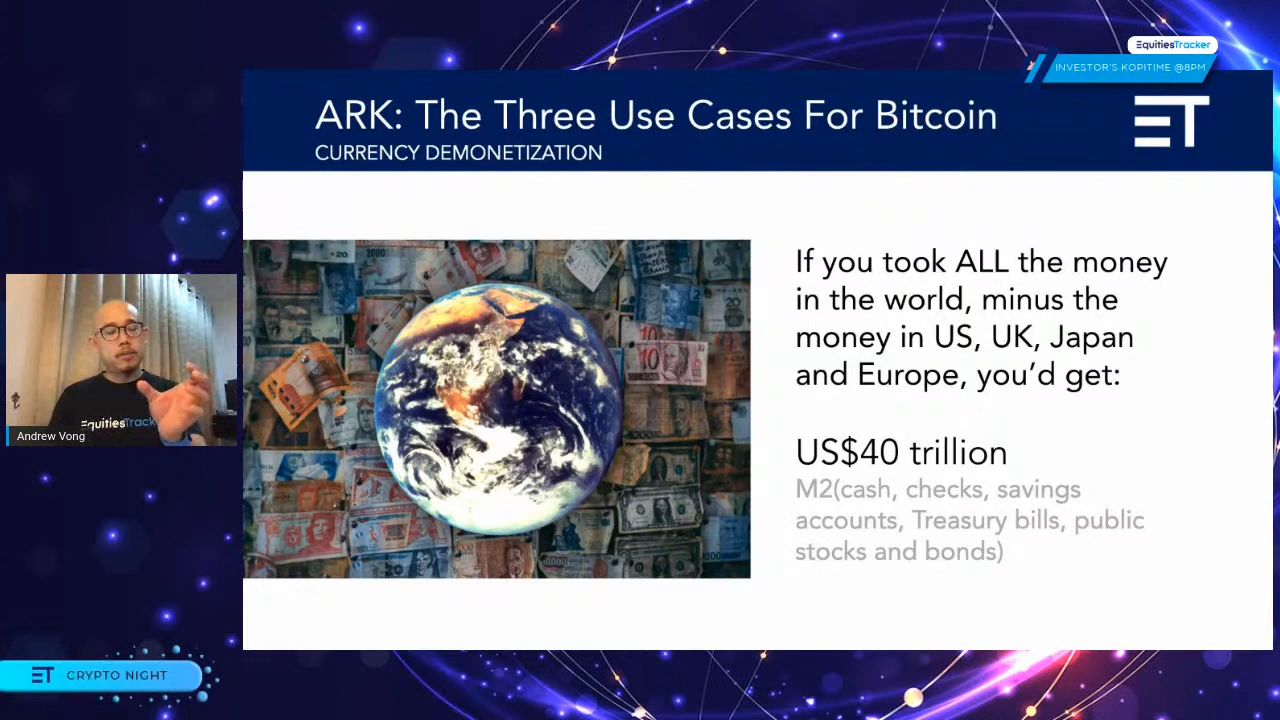 EquitiesTracker
INVESTOR'S KOPITIME @8PM
ARK: The Three Use Cases For Bitcoin
CURRENCY DEMONETIZATION
ET
If you took ALL the money
in the world, minus the
money in US, UK, Japan
and Europe, you'd get:
US$40 trillion
M2(cash, checks, savings
accounts, Treasury bills, public
stocks and bonds)
EquitiesTrack
Andrew Vong
ET CRYPTO NIGHT